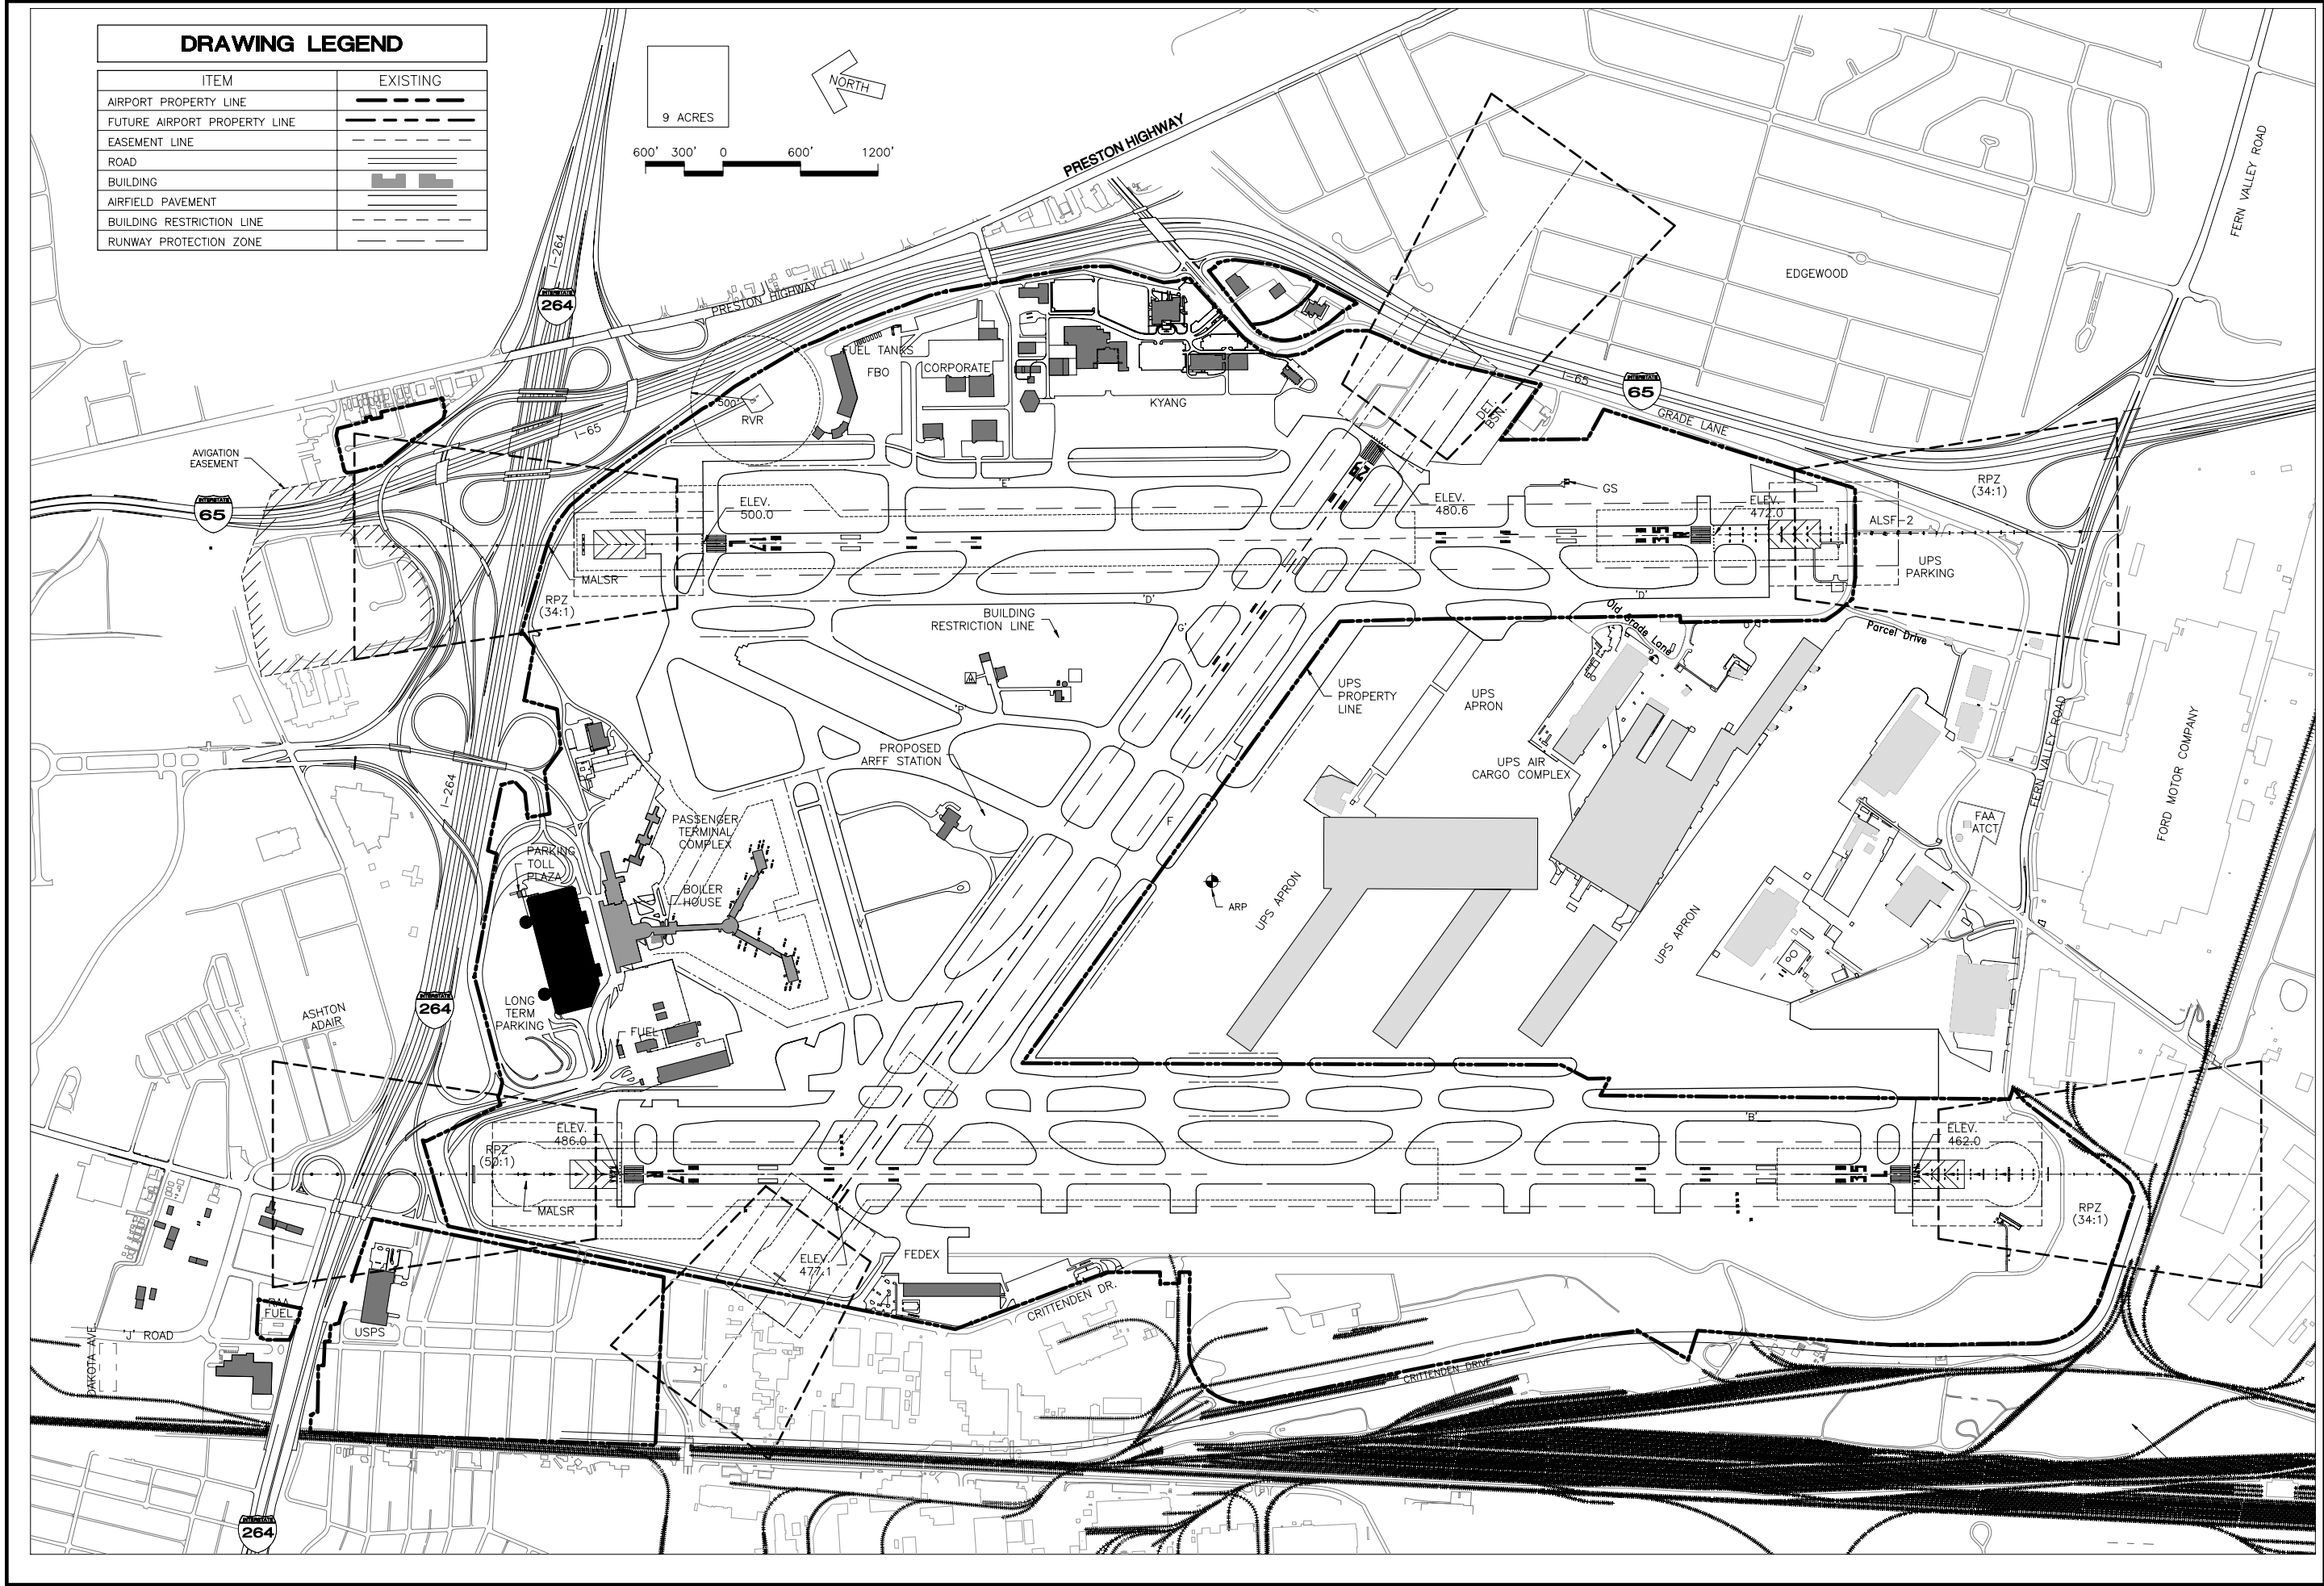 DRAWING LEGEND
ITEM EXISTING
AIRPORT PROPERTY LINE
FUTURE AIRPORT PROPERTY LINE
EASEMENT LINE
ROAD
BUILDING
AIRFIELD PAVEMENT
BUILDING RESTRICTION LINE
RUNWAY PROTECTION ZONE
9 ACRES
NORTH
600' 300' 0 600' 1200'
PRESTON HIGHWAY
FERN VALLEY ROAD
I-264
INTERSTATE
264
PRESTON HIGHWAY
EDGEWOOD
FUEL TANKS
FBO
CORPORATE
KYANG
500'
RVR
I-65
INTERSTATE
65
GRADE LANE
DET.
BSN.
I-65
AVIGATION
EASEMENT
INTERSTATE
65
'E'
ELEV.
500.0
ELEV.
480.6
GS
ELEV.
472.0
RPZ
(34:1)
ALSF-2
MALSR
RPZ
(34:1)
UPS
PARKING
'D'
'D'
BUILDING
RESTRICTION LINE
G'
Old Grade Lane
Parcel Drive
UPS
PROPERTY
LINE
UPS
APRON
'P'
PROPOSED
ARFF STATION
UPS AIR
CARGO COMPLEX
FERN VALLEY ROAD
FORD MOTOR COMPANY
I-264
PASSENGER
TERMINAL
COMPLEX
F
FAA
ATCT
PARKING
TOLL
PLAZA
BOILER
HOUSE
ARP
UPS APRON
UPS APRON
ASHTON
ADAIR
INTERSTATE
264
LONG
TERM
PARKING
FUEL
ELEV.
486.0
'B'
ELEV.
462.0
RPZ
(50:1)
MALSR
RPZ
(34:1)
ELEV.
477.1
FEDEX
CRITTENDEN DR.
RAA
FUEL
USPS
'J' ROAD
DAKOTA AVE.
CRITTENDEN DRIVE
INTERSTATE
264